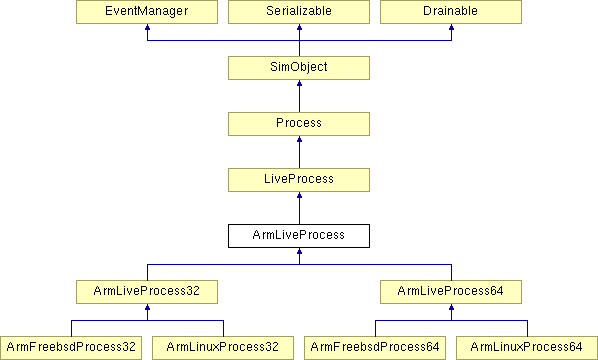 EventManager
Serializable
Drainable
SimObject
Process
LiveProcess
ArmLiveProcess
ArmLiveProcess32
ArmLiveProcess64
ArmFreebsdProcess32
ArmLinuxProcess32
ArmFreebsdProcess64
ArmLinuxProcess64